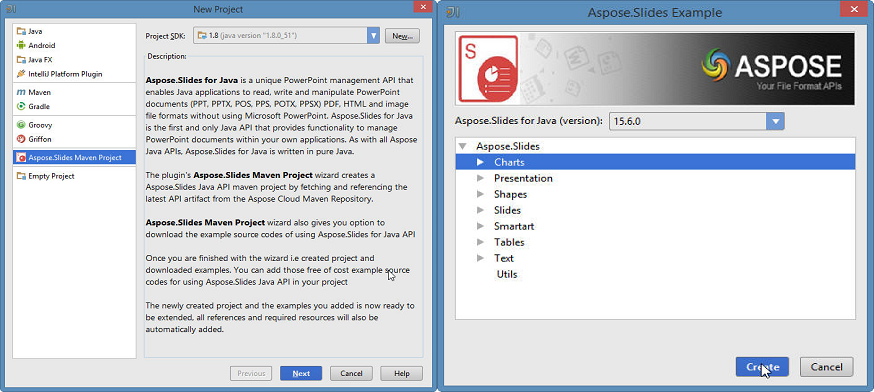 New Project
Java
Android
Java FX
IntelliJ Platform Plugin
Maven
Gradle
Groovy
Griffon
Aspose.Slides Maven Project
Empty Project
Project SDK: 1.8 (java version "1.8.0_51") New...
Description:
Aspose.Slides for Java is a unique PowerPoint management API that
enables Java applications to read, write and manipulate PowerPoint
documents (PPT, PPTX, POS, PPS, POTX, PPSX) PDF, HTML and image
file formats without using Microsoft PowerPoint. Aspose.Slides for Java
is the first and only Java API that provides functionality to manage
PowerPoint documents within your own applications. As with all Aspose
Java APIs, Aspose.Slides for Java is written in pure Java.
The plugin's Aspose.Slides Maven Project wizard creates a
Aspose.Slides Java API maven project by fetching and referencing the
latest API artifact from the Aspose Cloud Maven Repository.
Aspose.Slides Maven Project wizard also gives you option to
download the example source codes of using Aspose.Slides for Java API
Once you are finished with the wizard i.e created project and
downloaded examples. You can add those free of cost example source
codes for using Aspose.Slides Java API in your project
The newly created project and the examples you added is now ready to
be extended, all references and required resources will also be
automatically added.
Previous Next Cancel Help
Aspose.Slides Example
S
ASPOSE
Your File Format APIs
Aspose.Slides for Java (version): 15.6.0
Aspose.Slides
Charts
Presentation
Shapes
Slides
Smartart
Tables
Text
Utils
Create Cancel